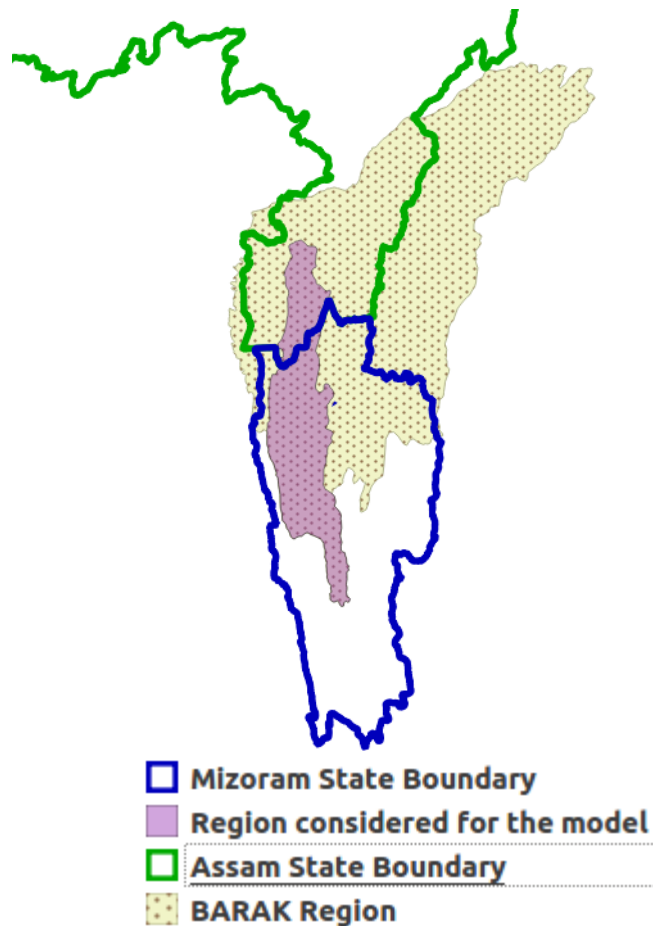 Mizoram State Boundary
Region considered for the model
Assam State Boundary
BARAK Region